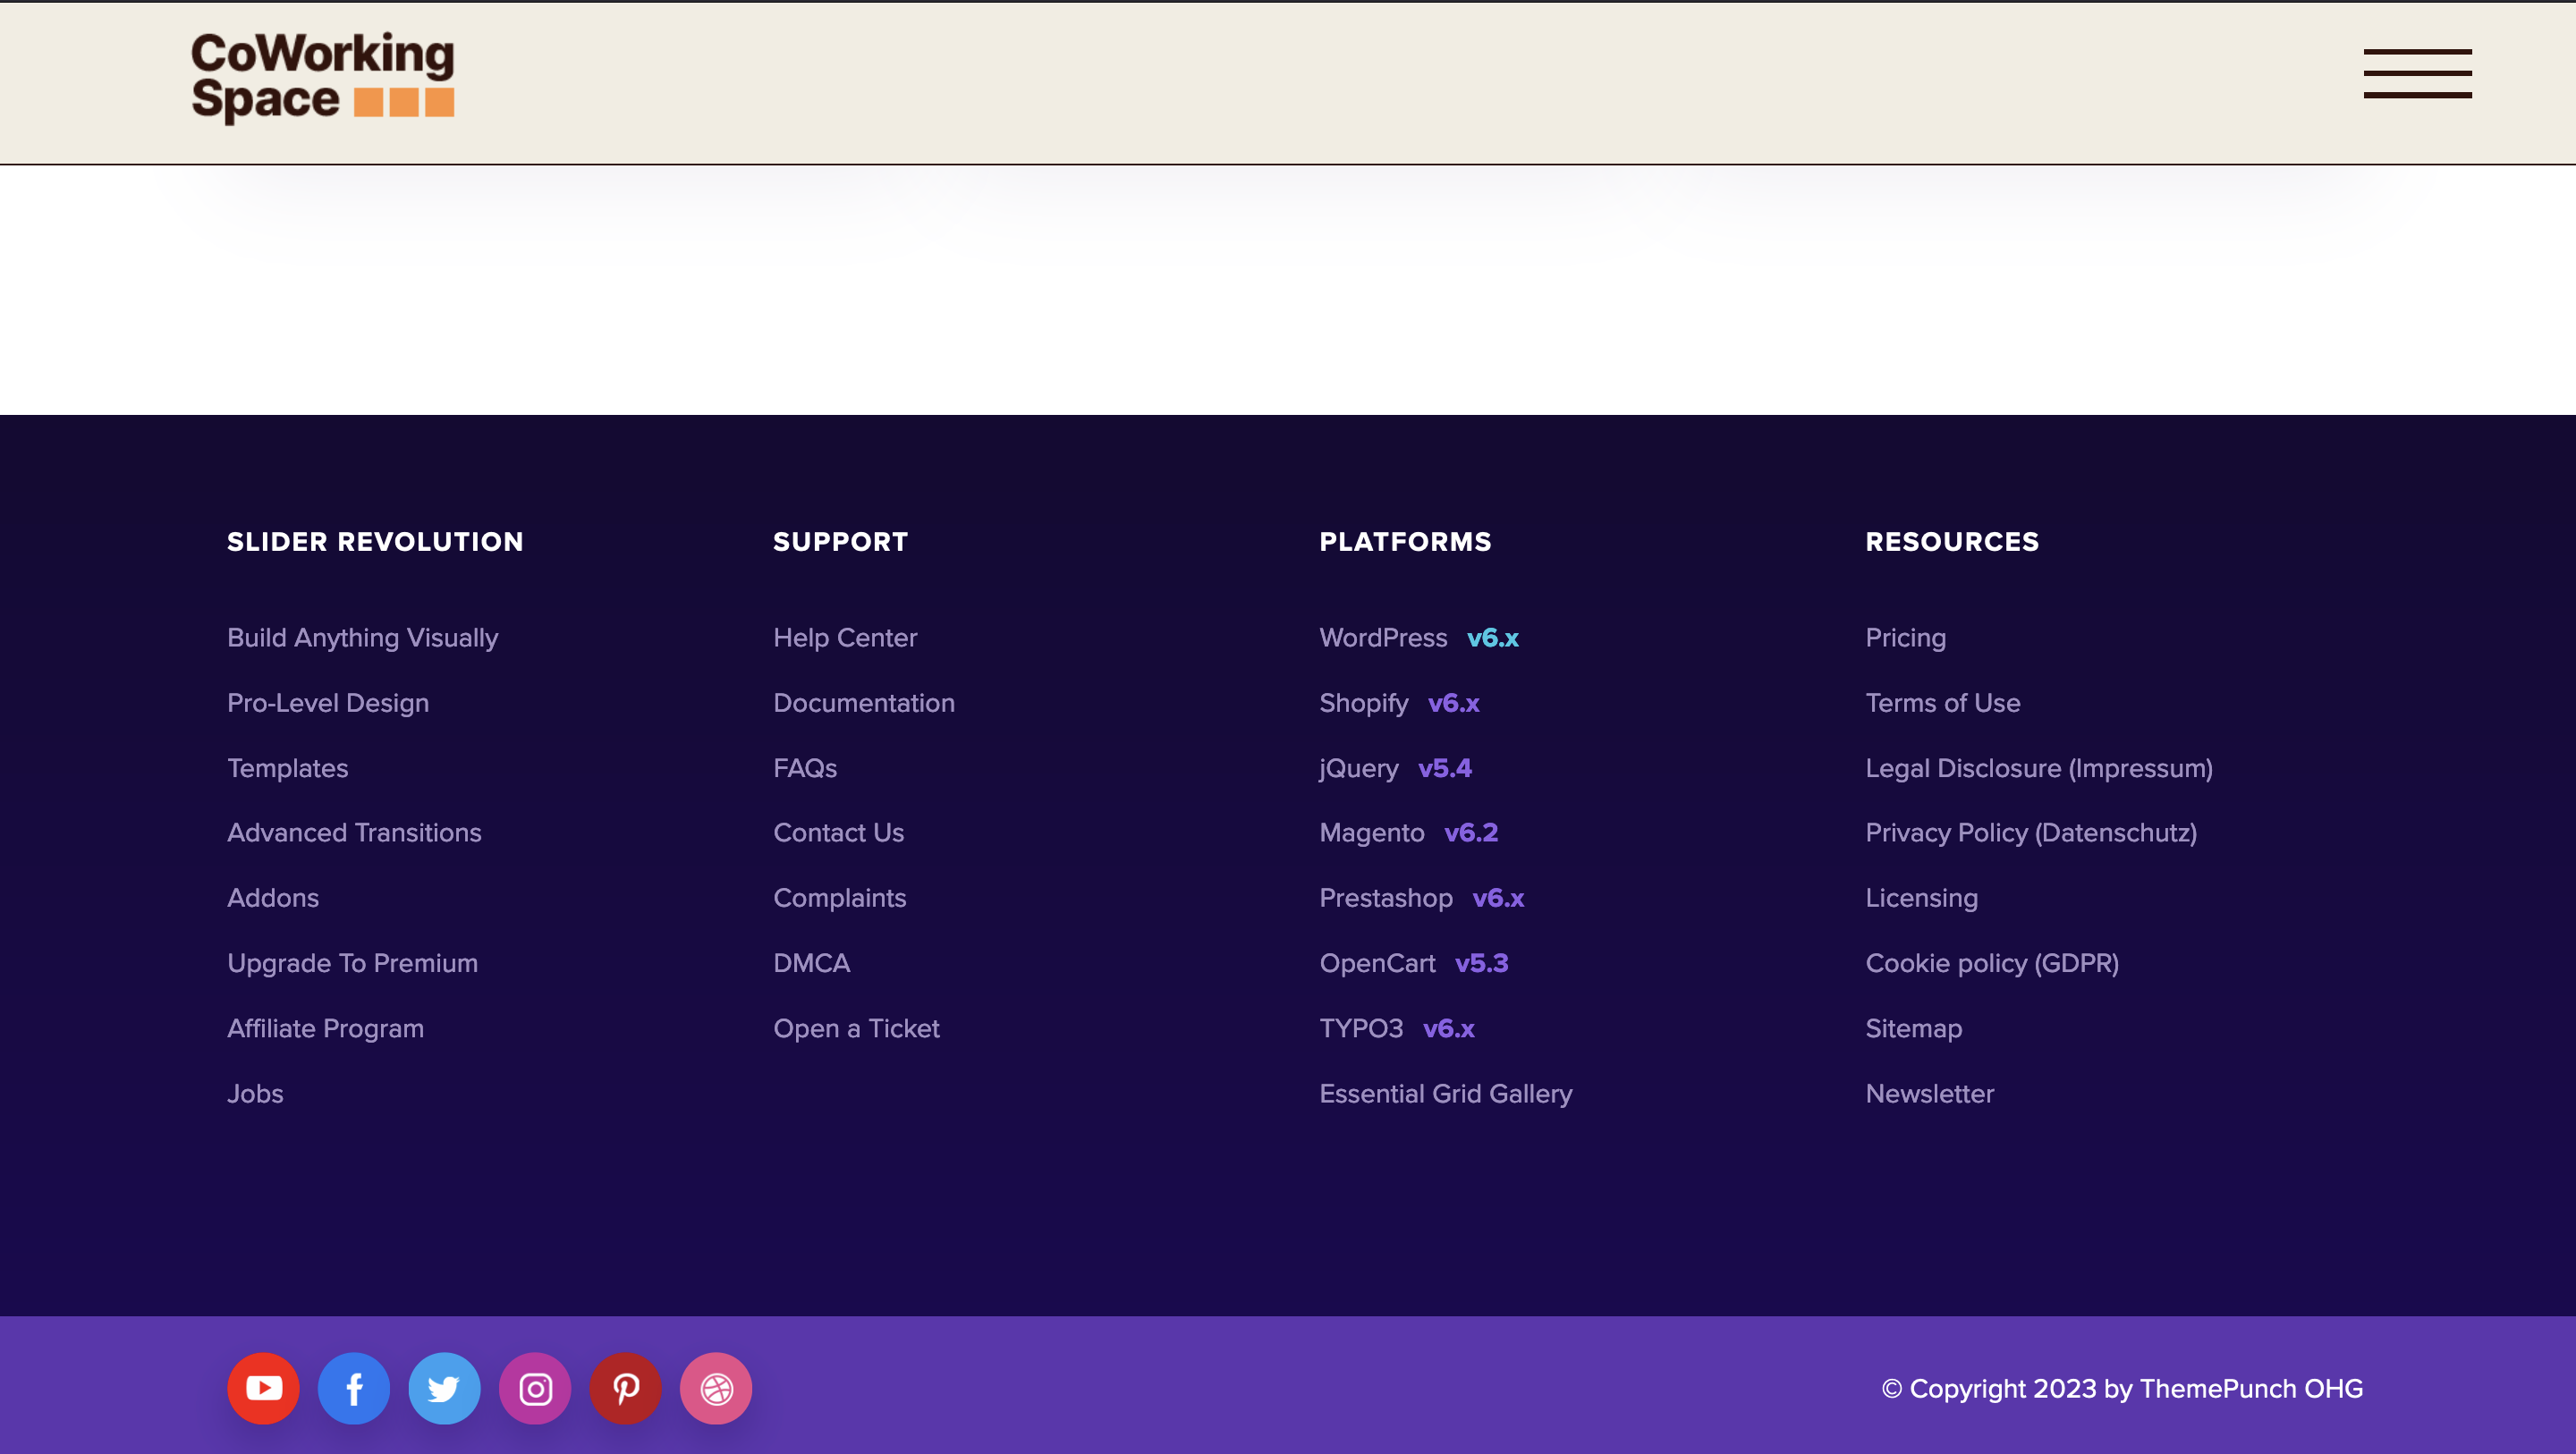 CoWorking
Space
SLIDER REVOLUTION
Build Anything Visually
Pro-Level Design
Templates
Advanced Transitions
Addons
Upgrade To Premium
Affiliate Program
Jobs
SUPPORT
Help Center
Documentation
FAQs
Contact Us
Complaints
DMCA
Open a Ticket
PLATFORMS
WordPress v6.x
Shopify v6.x
jQuery v5.4
Magento v6.2
Prestashop v6.x
OpenCart v5.3
TYPO3 v6.x
Essential Grid Gallery
RESOURCES
Pricing
Terms of Use
Legal Disclosure (Impressum)
Privacy Policy (Datenschutz)
Licensing
Cookie policy (GDPR)
Sitemap
Newsletter
© Copyright 2023 by ThemePunch OHG